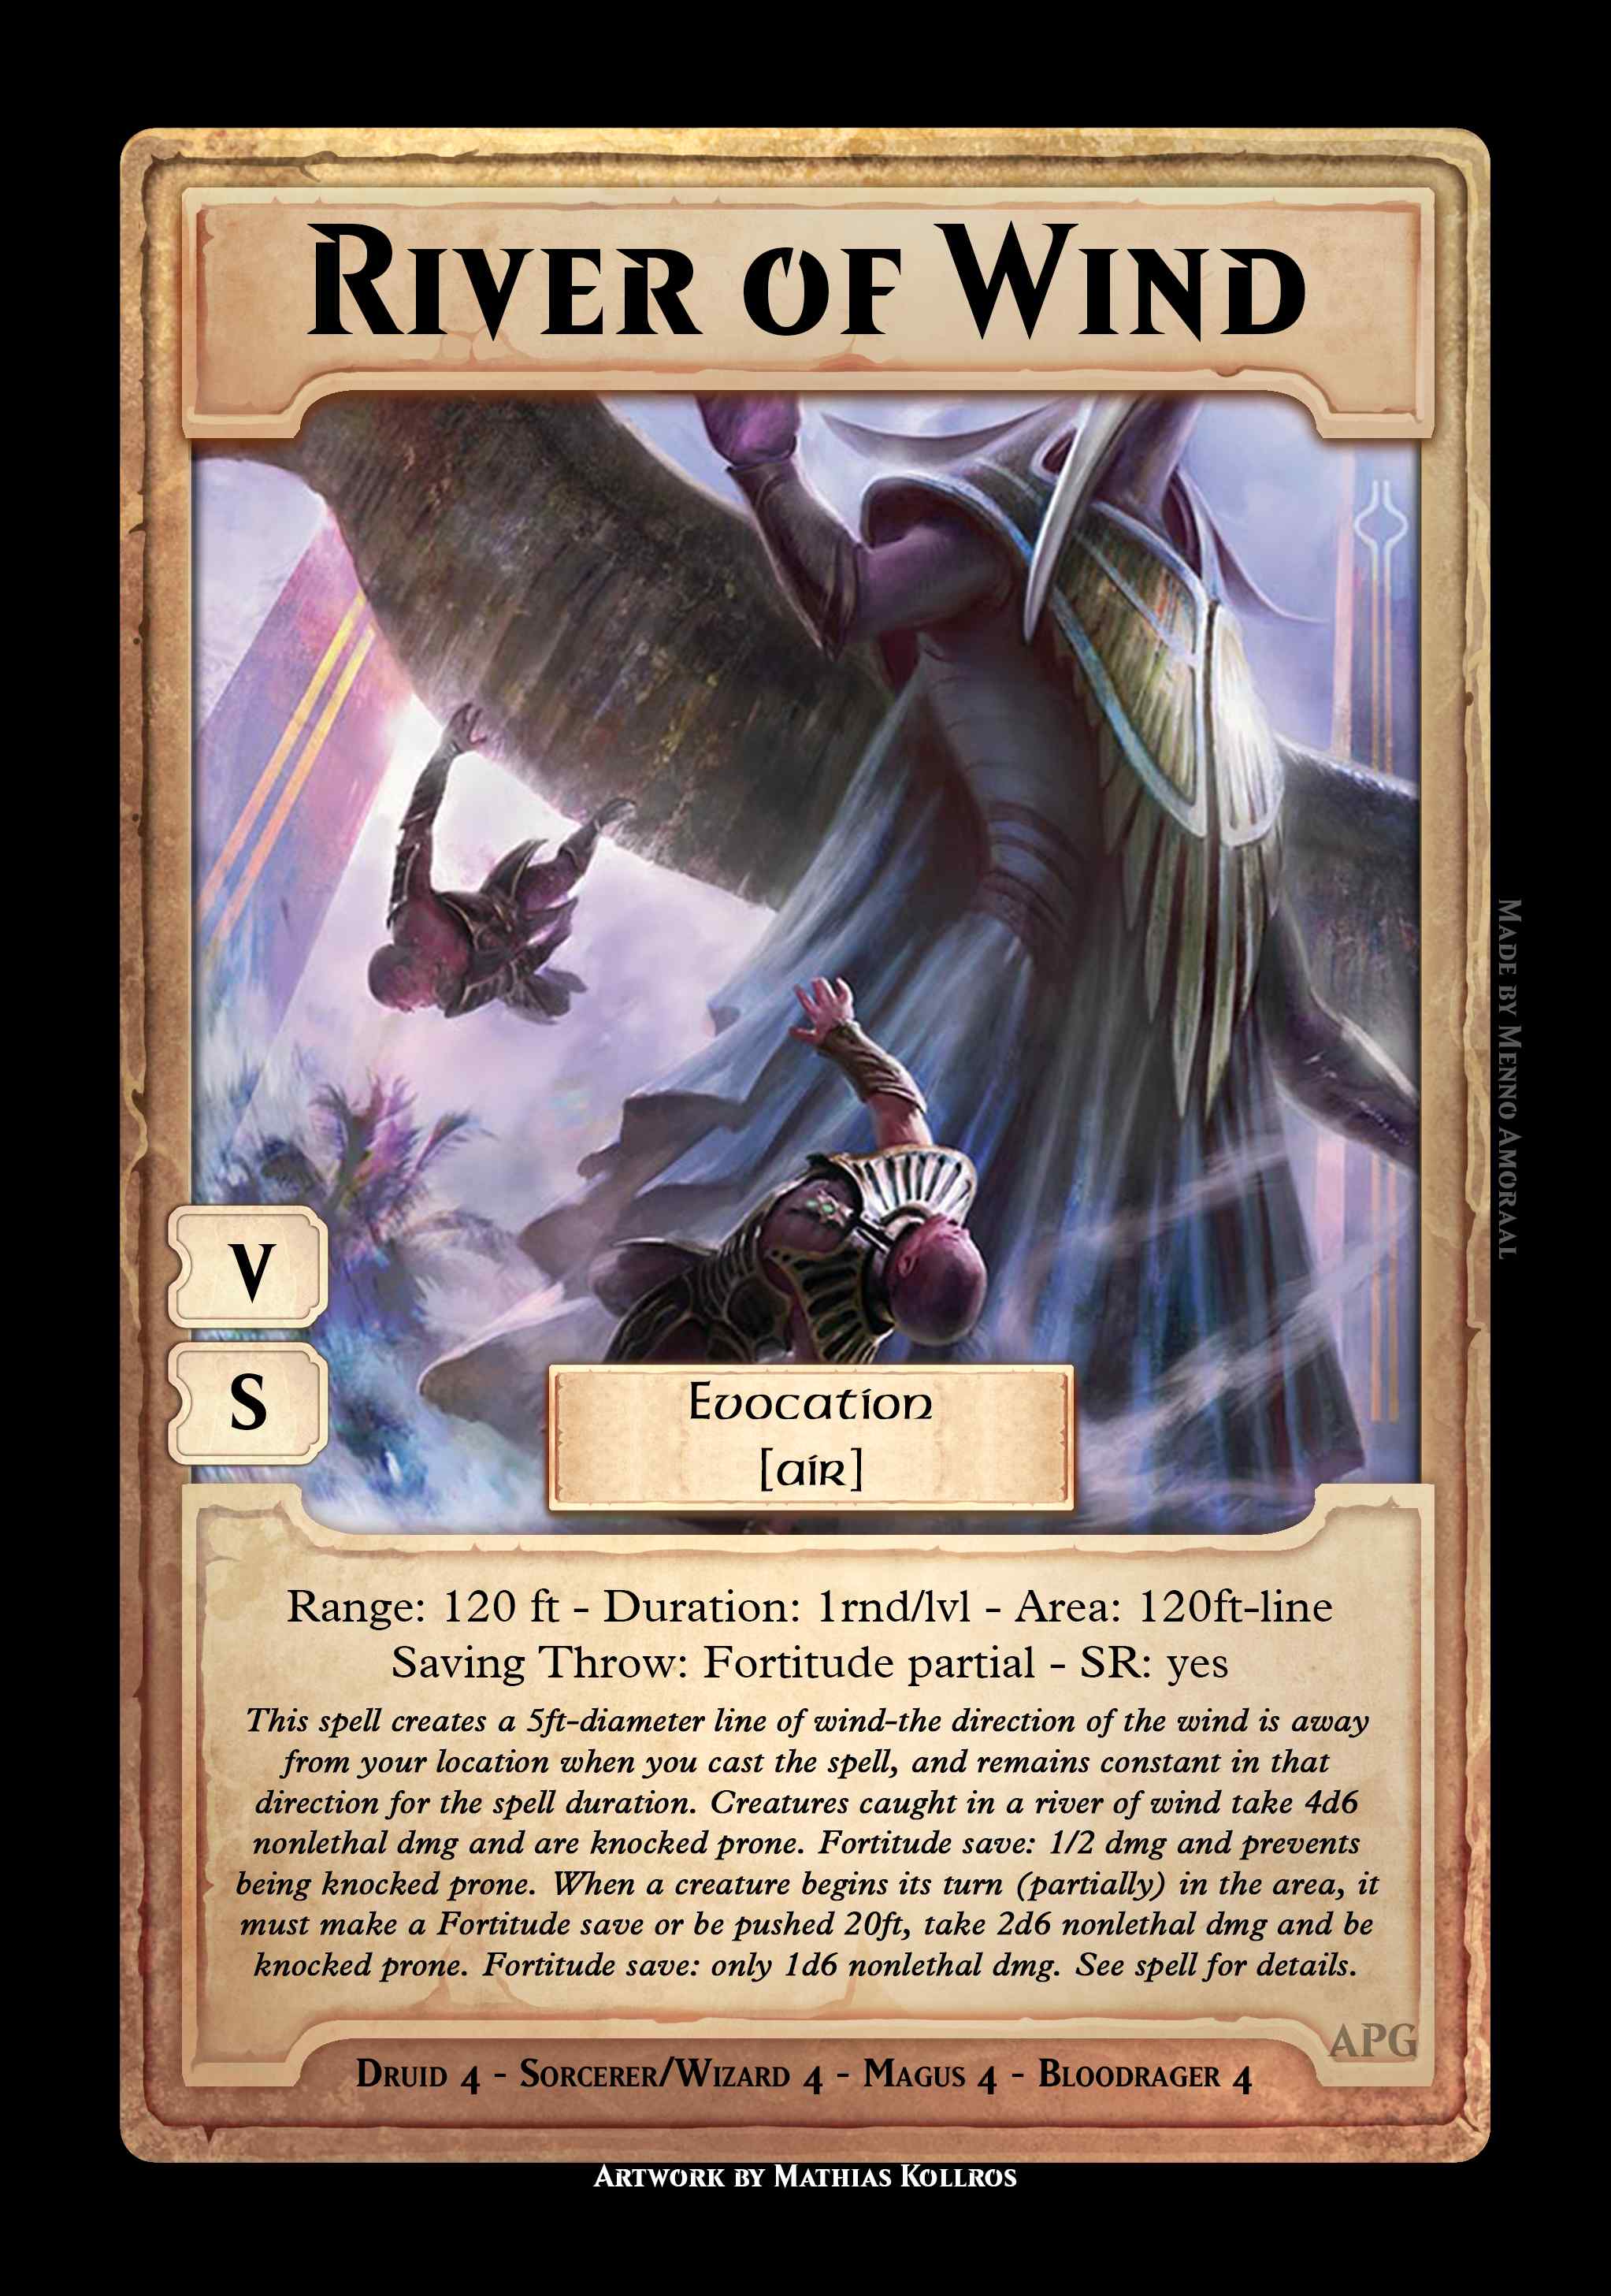 River of Wind
V
S
Evocation
[air]
Range: 120 ft - Duration: 1rnd/lvl - Area: 120ft-line
Saving Throw: Fortitude partial - SR: yes
This spell creates a 5ft-diameter line of wind-the direction of the wind is away
from your location when you cast the spell, and remains constant in that
direction for the spell duration. Creatures caught in a river of wind take 4d6
nonlethal dmg and are knocked prone. Fortitude save: 1/2 dmg and prevents
being knocked prone. When a creature begins its turn (partially) in the area, it
must make a Fortitude save or be pushed 20ft, take 2d6 nonlethal dmg and be
knocked prone. Fortitude save: only 1d6 nonlethal dmg. See spell for details.
APG
Druid 4 - Sorcerer/Wizard 4 - Magus 4 - Bloodrager 4
Artwork by Mathias Kollros
Made by Menno Amoraal